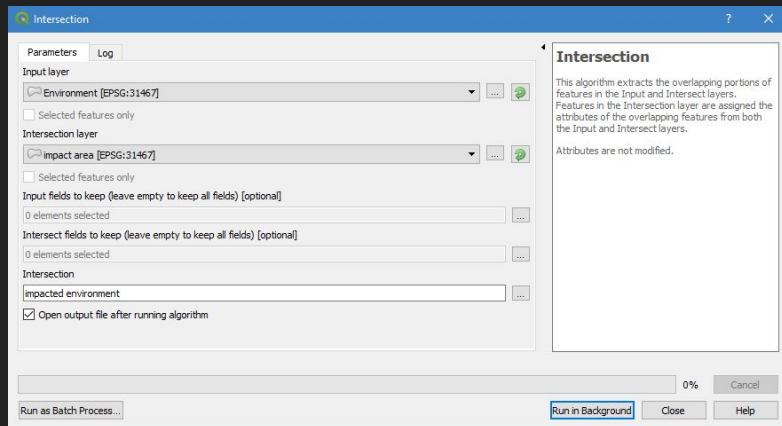 Intersection
?
Parameters Log
Input layer
Environment [EPSG:31467]
...
Selected features only
Intersection layer
impact area [EPSG:31467]
...
Selected features only
Input fields to keep (leave empty to keep all fields) [optional]
0 elements selected
...
Intersect fields to keep (leave empty to keep all fields) [optional]
0 elements selected
...
Intersection
impacted environment
...
Open output file after running algorithm
Intersection
This algorithm extracts the overlapping portions of
features in the Input and Intersect layers.
Features in the Intersection layer are assigned the
attributes of the overlapping features from both
the Input and Intersect layers.
Attributes are not modified.
0%
Cancel
Run as Batch Process...
Run in Background
Close
Help